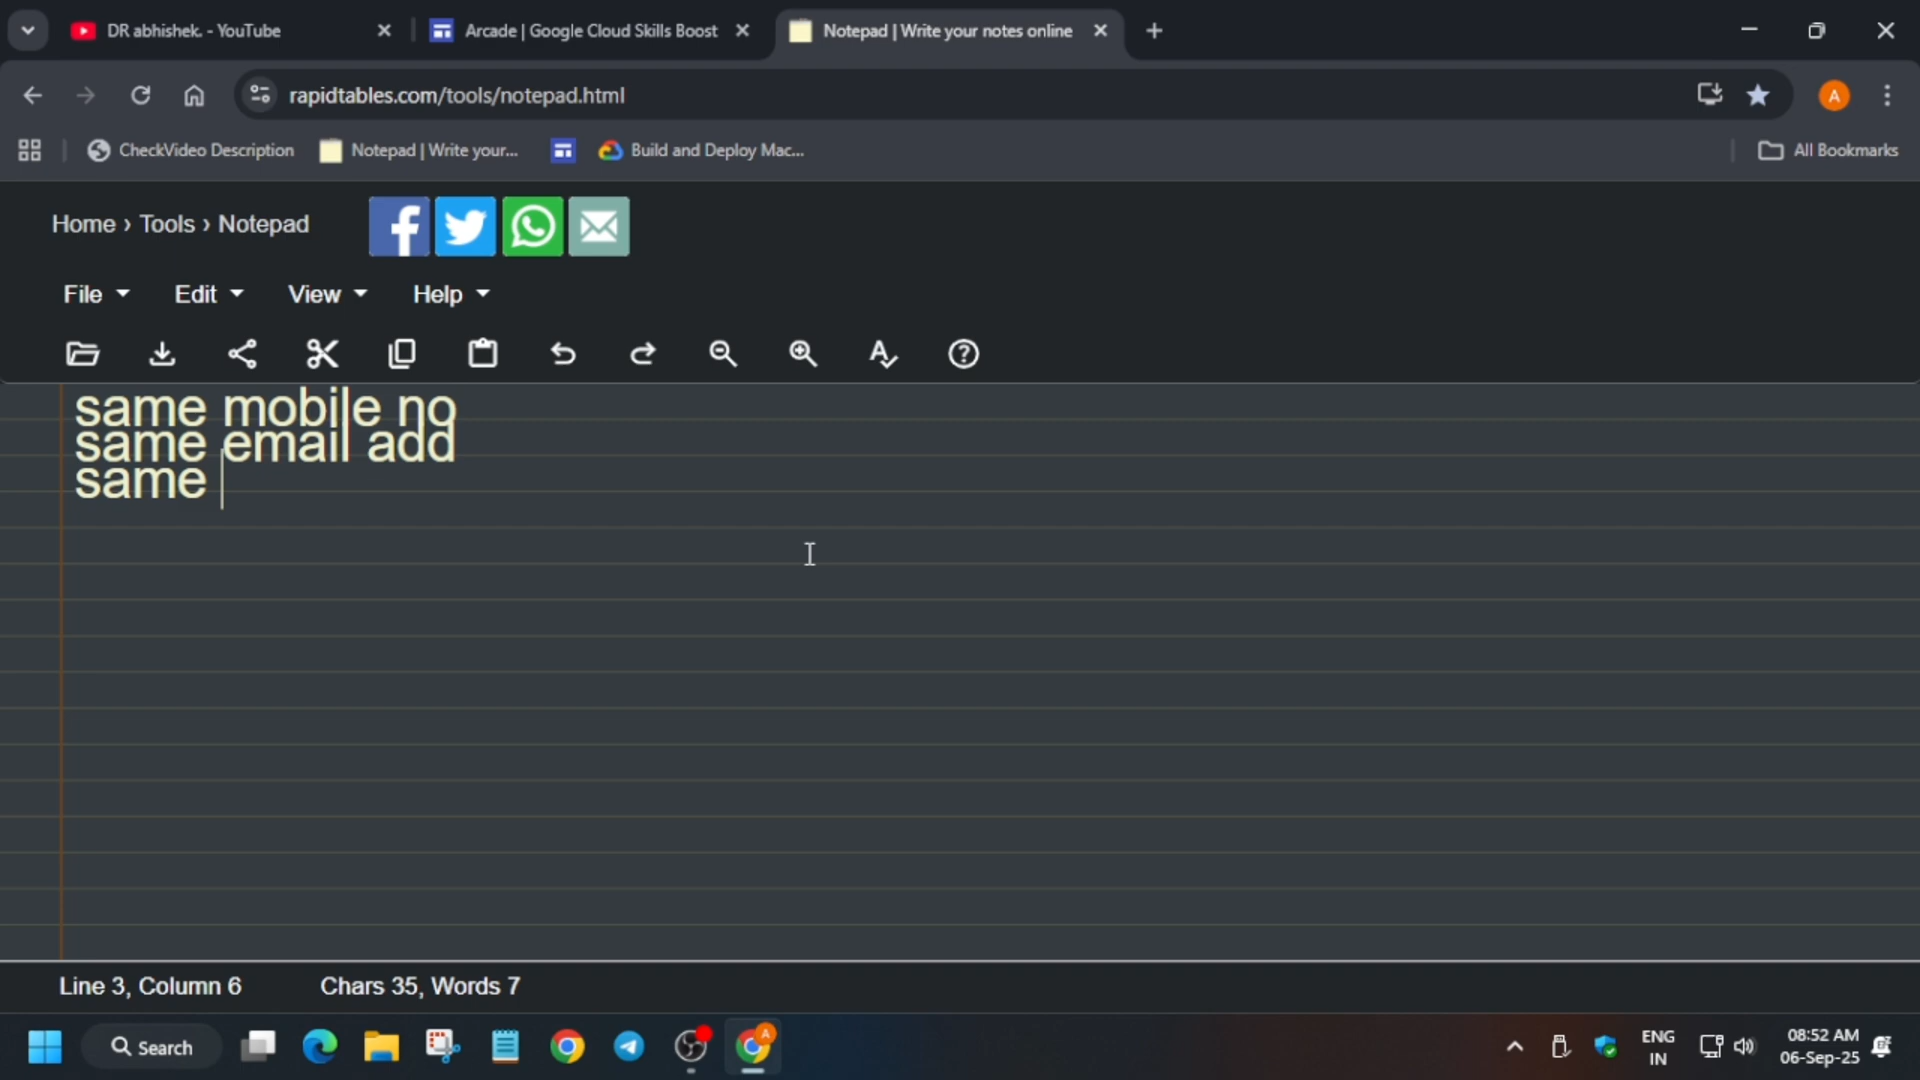 DR abhishek. - YouTube
Arcade | Google Cloud Skills Boost
Notepad | Write your notes online
rapidtables.com/tools/notepad.html
A
CheckVideo Description
Notepad | Write your...
Build and Deploy Mac...
All Bookmarks
Home › Tools › Notepad
File
Edit
View
Help
same mobile no
same email add
same
Line 3, Column 6
Chars 35, Words 7
Search
A
ENG
IN
08:52 AM
06-Sep-25